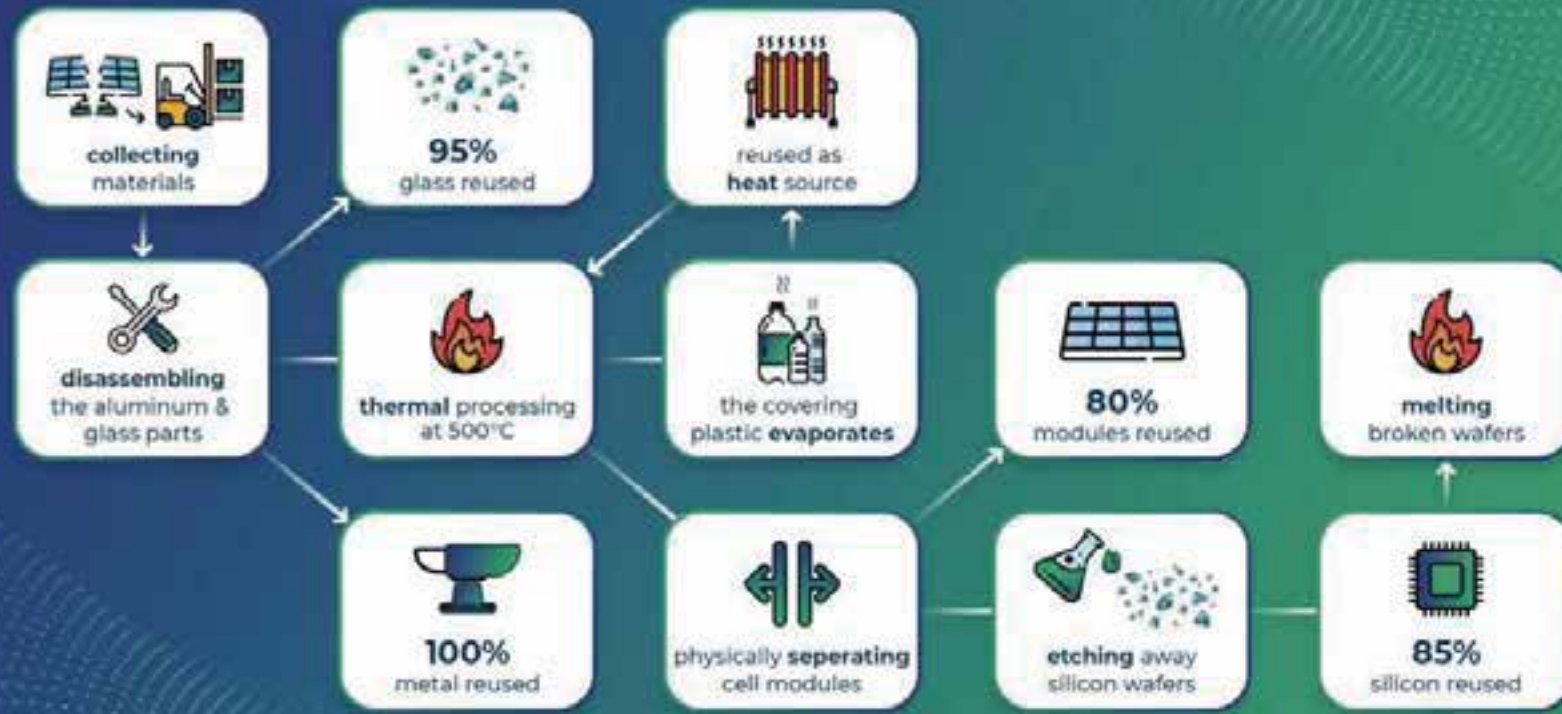 collecting
materials
95%
glass reused
reused as
heat source
disassembling
the aluminum &
glass parts
thermal processing
at 500°C
the covering
plastic evaporates
80%
modules reused
melting
broken wafers
100%
metal reused
physically seperating
cell modules
etching away
silicon wafers
85%
silicon reused